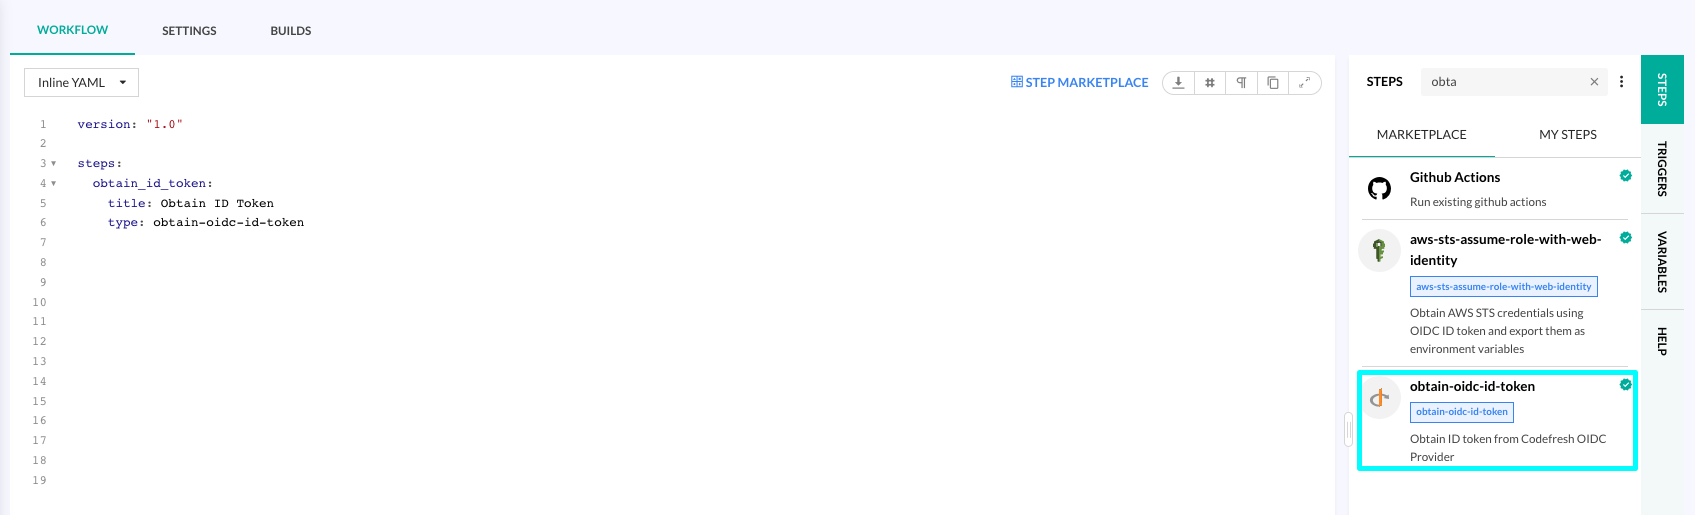 WORKFLOW SETTINGS BUILDS
Inline YAML STEP MARKETPLACE
1 version: "1.0"
2
3 steps:
4 obtain_id_token:
5 title: Obtain ID Token
6 type: obtain-oidc-id-token
7
8
9
10
11
12
13
14
15
16
17
18
19
STEPS obta
MARKETPLACE MY STEPS
Github Actions
Run existing github actions
aws-sts-assume-role-with-web-
identity
aws-sts-assume-role-with-web-identity
Obtain AWS STS credentials using
OIDC ID token and export them as
environment variables
obtain-oidc-id-token
obtain-oidc-id-token
Obtain ID token from Codefresh OIDC
Provider
STEPS
TRIGGERS
VARIABLES
HELP